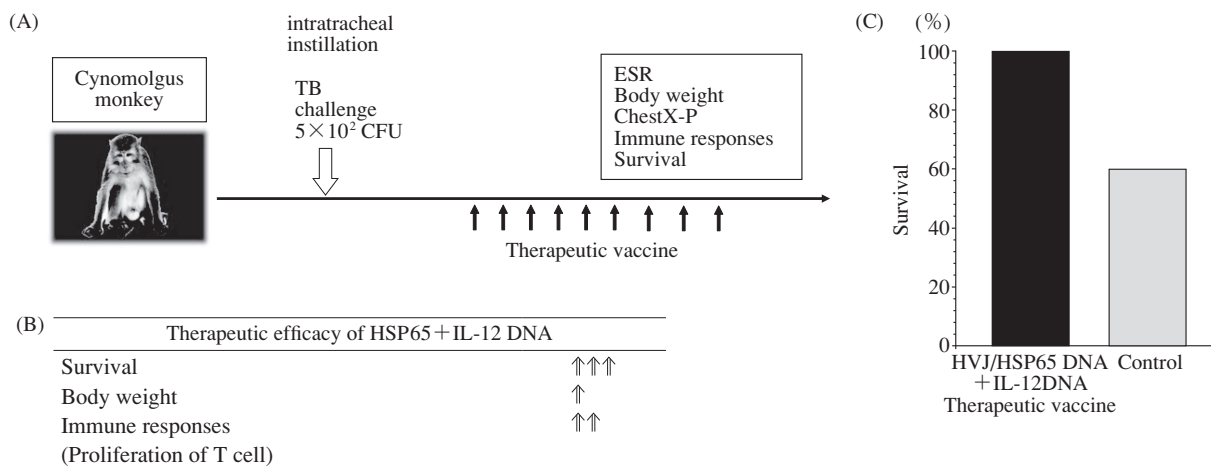 (A)
intratracheal
instillation
Cynomolgus
monkey
TB
challenge
5×10² CFU
ESR
Body weight
ChestX-P
Immune responses
Survival
Therapeutic vaccine
(B)
Therapeutic efficacy of HSP65+IL-12 DNA
Survival ⇑⇑⇑
Body weight ⇑
Immune responses ⇑⇑
(Proliferation of T cell)
(C) (%)
100
80
60
40
20
0
Survival
HVJ/HSP65 DNA
+IL-12DNA
Therapeutic vaccine
Control